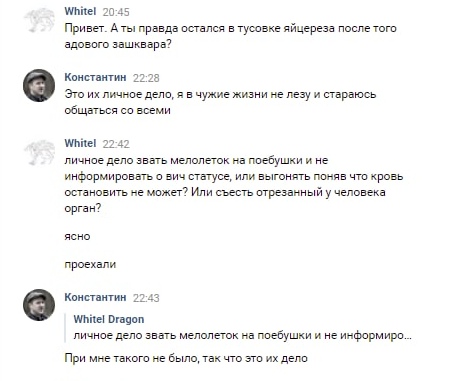 Whitel 20:45
Привет. А ты правда остался в тусовке яйцереза после того
адового зашквара?
Константин 22:28
Это их личное дело, я в чужие жизни не лезу и стараюсь
общаться со всеми
Whitel 22:42
личное дело звать мелолеток на поебушки и не
информировать о вич статусе, или выгонять поняв что кровь
остановить не может? Или съесть отрезанный у человека
орган?
ясно
проехали
Константин 22:43
Whitel Dragon
личное дело звать мелолеток на поебушки и не информиро...
При мне такого не было, так что это их дело